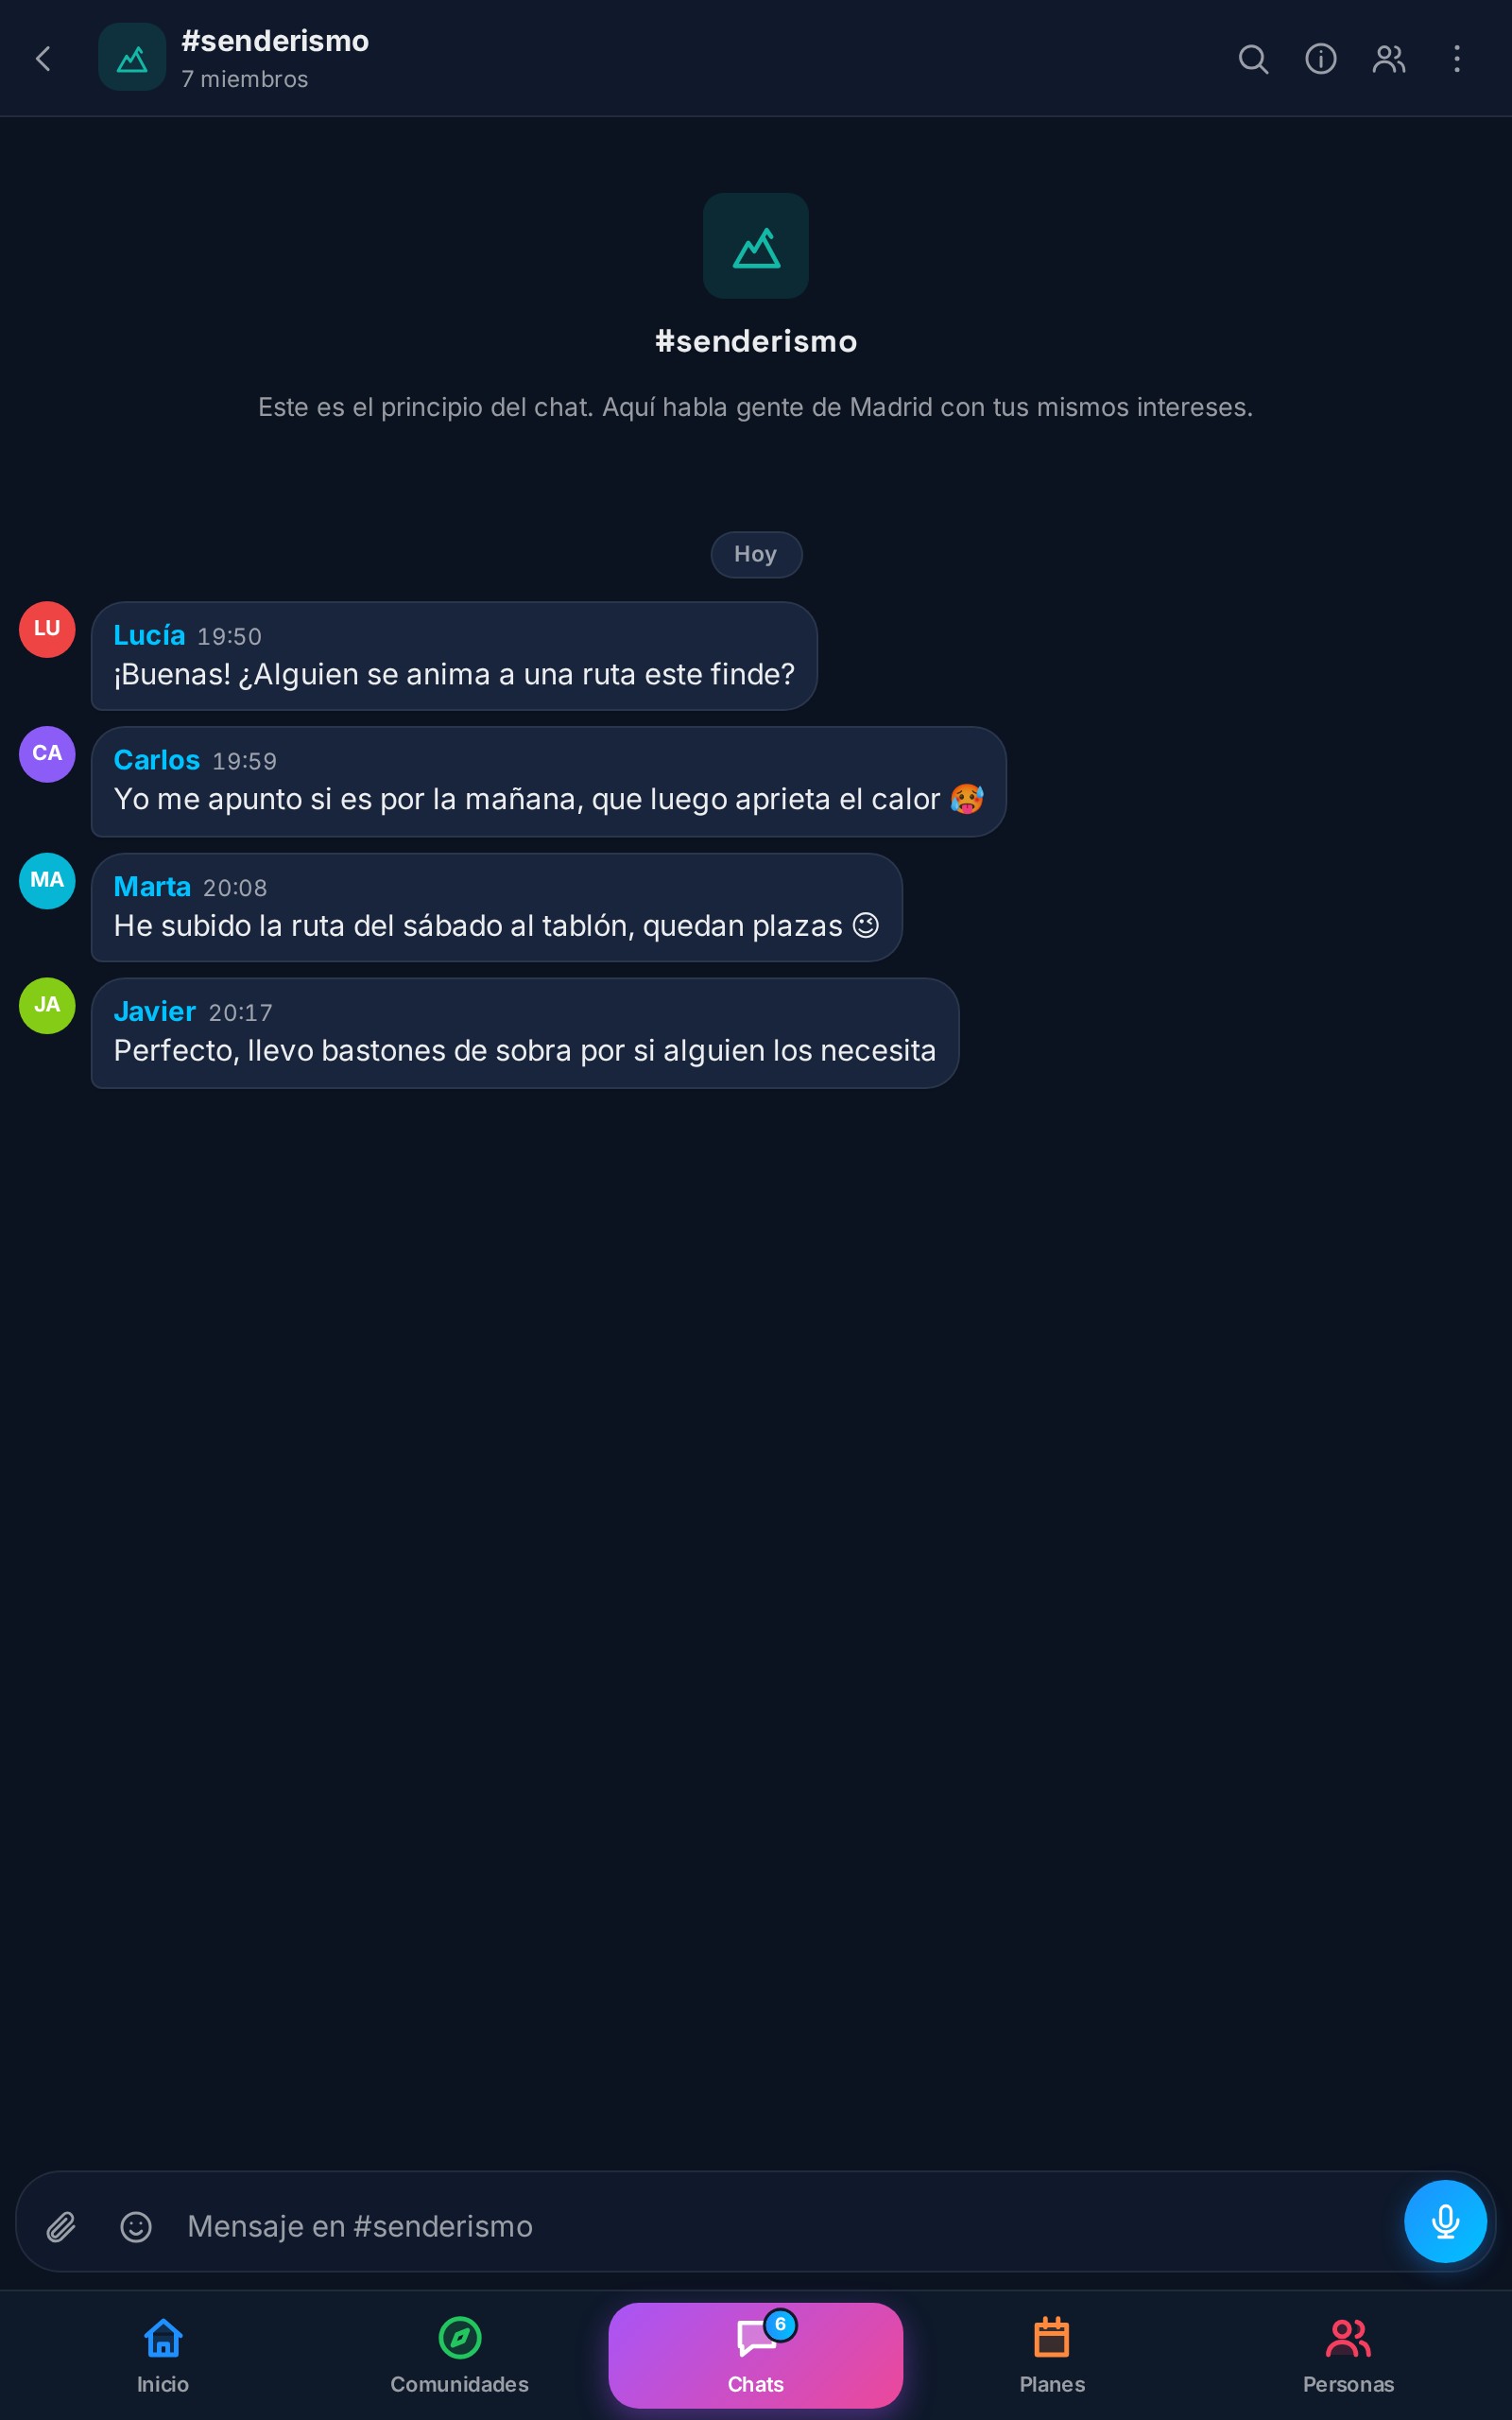 #senderismo
7 miembros
#senderismo
Este es el principio del chat. Aquí habla gente de Madrid con tus mismos intereses.
Hoy
LU
Lucía 19:50
¡Buenas! ¿Alguien se anima a una ruta este finde?
CA
Carlos 19:59
Yo me apunto si es por la mañana, que luego aprieta el calor 🥵
MA
Marta 20:08
He subido la ruta del sábado al tablón, quedan plazas 😉
JA
Javier 20:17
Perfecto, llevo bastones de sobra por si alguien los necesita
Mensaje en #senderismo
6
Inicio
Comunidades
Chats
Planes
Personas